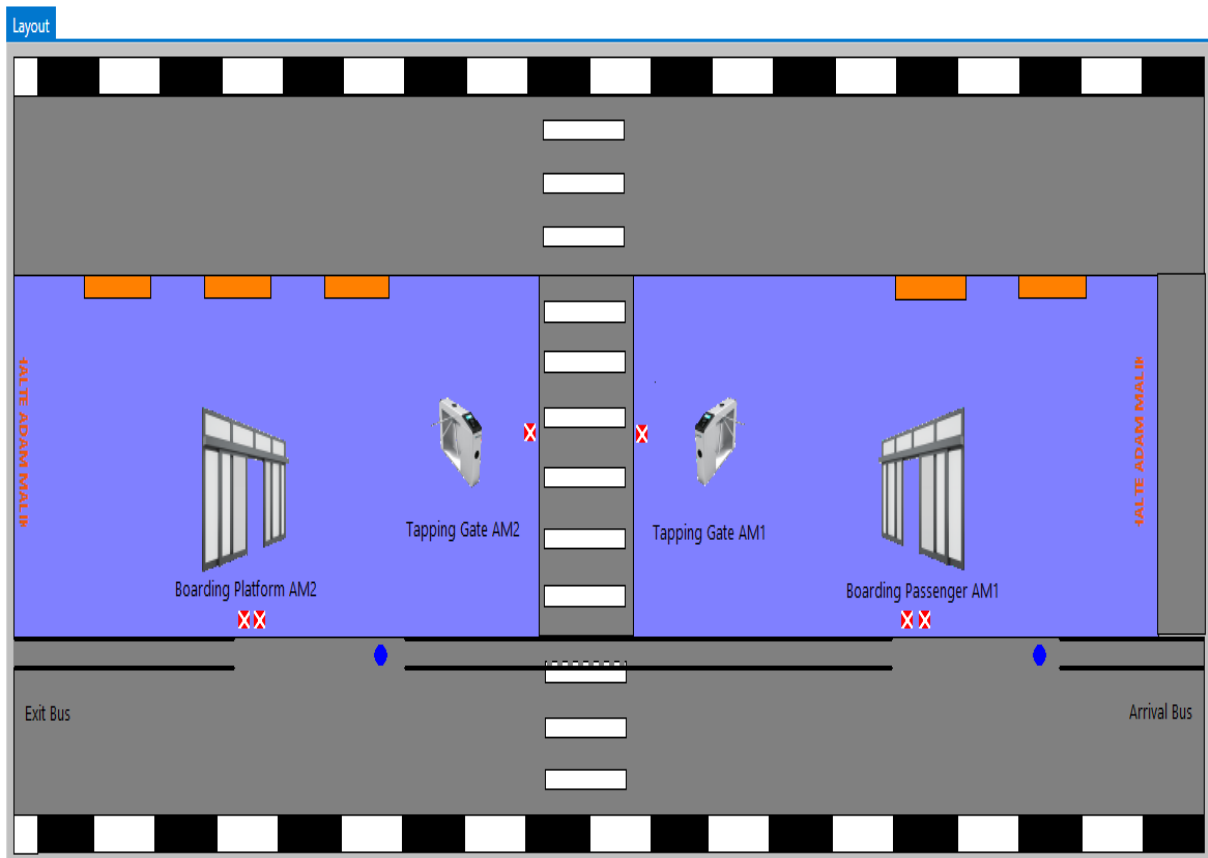 Layout
HALTE ADAM MALIK
HALTE ADAM MALIK
Tapping Gate AM2
Tapping Gate AM1
Boarding Platform AM2
Boarding Passenger AM1
Exit Bus
Arrival Bus